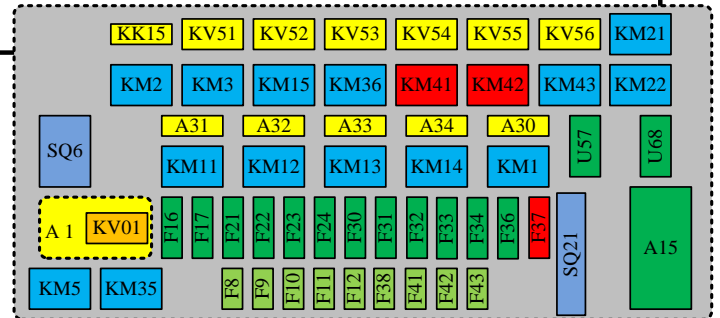 KK15 KV51 KV52 KV53 KV54 KV55 KV56 KM21
KM2 KM3 KM15 KM36 KM41 KM42 KM43 KM22
SQ6 A31 A32 A33 A34 A30 U57 U68
KM11 KM12 KM13 KM14 KM1
A 1 KV01 F16 F17 F21 F22 F23 F24 F30 F31 F32 F33 F34 F36 F37 SQ21 A15
KM5 KM35 F8 F9 F10 F11 F12 F38 F41 F42 F43